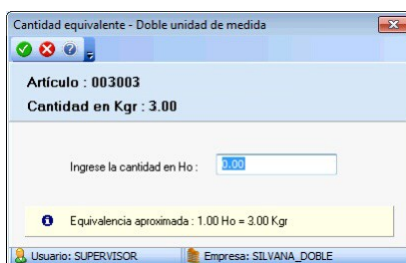 Cantidad equivalente - Doble unidad de medida
Artículo : 003003
Cantidad en Kgr : 3.00
Ingrese la cantidad en Ho : 0.00
Equivalencia aproximada : 1.00 Ho = 3.00 Kgr
Usuario: SUPERVISOR Empresa: SILVANA_DOBLE